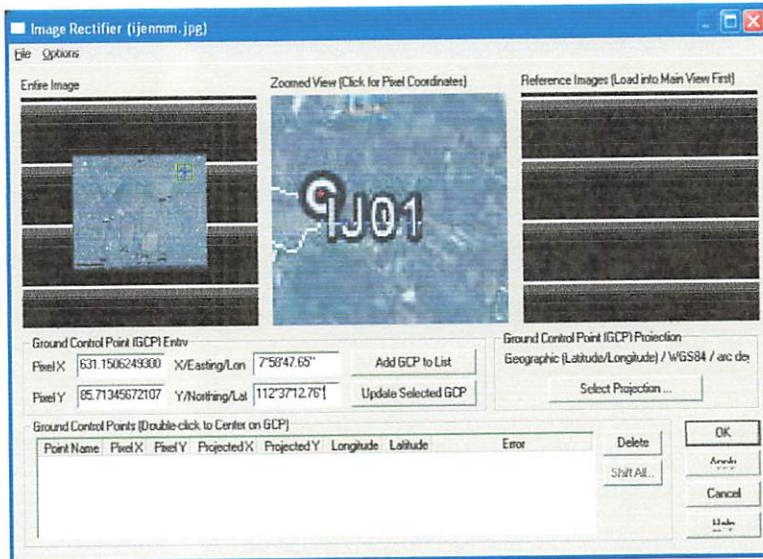 Image Rectifier (ijenmm.jpg)
File Options
Entire Image
Zoomed View (Click for Pixel Coordinates)
Reference Images (Load into Main View First)
IJ01
Ground Control Point (GCP) Entry
Pixel X 631.1506249300 X/Easting/Lon 7°58'47.65" Add GCP to List
Pixel Y 85.71345672107 Y/Northing/Lat 112°37'12.76" Update Selected GCP
Ground Control Point (GCP) Projection
Geographic (Latitude/Longitude) / WGS84 / arc deg
Select Projection ...
Ground Control Points (Double-click to Center on GCP)
Point Name Pixel X Pixel Y Projected X Projected Y Longitude Latitude Error
Delete
Shift All...
OK
Apply
Cancel
Help